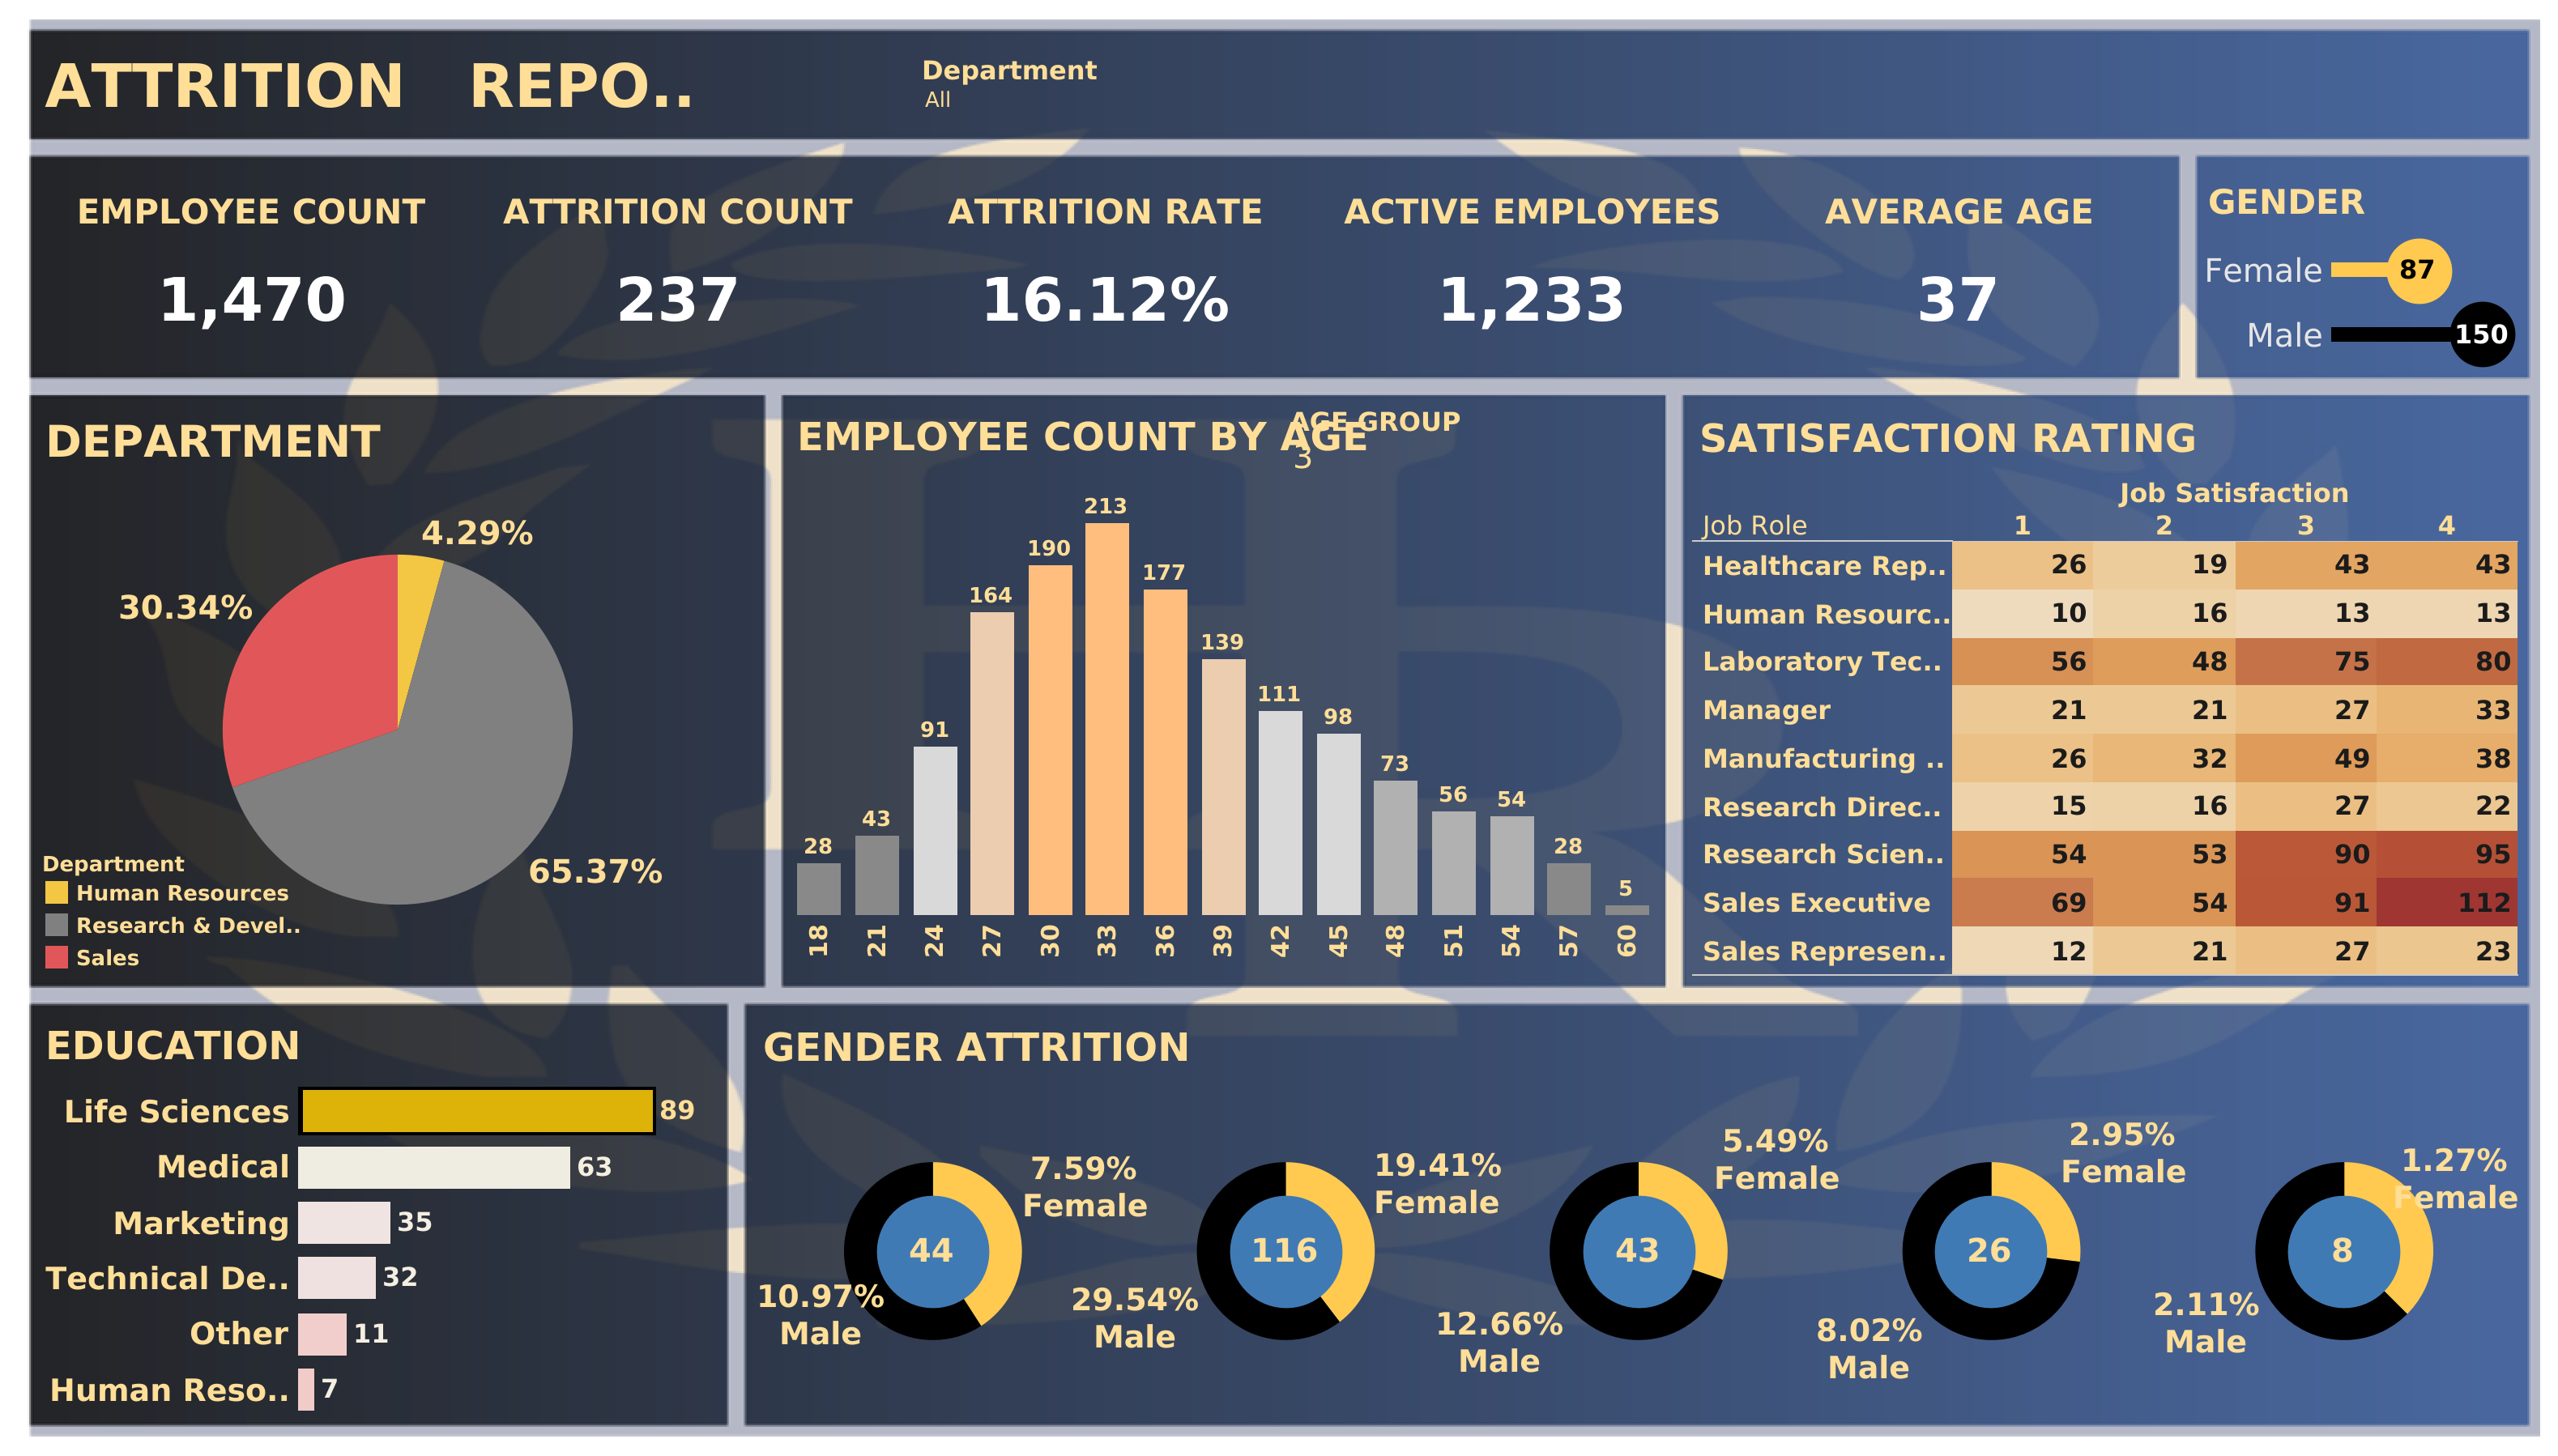 ATTRITION REPO..
Department
All
EMPLOYEE COUNT
1,470
ATTRITION COUNT
237
ATTRITION RATE
16.12%
ACTIVE EMPLOYEES
1,233
AVERAGE AGE
37
GENDER
Female 87
Male 150
DEPARTMENT
4.29%
30.34%
65.37%
Department
Human Resources
Research & Devel..
Sales
EMPLOYEE COUNT BY AGE
AGE GROUP
3
213
190
177
164
139
111
98
91
73
56
54
43
28
28
5
18 21 24 27 30 33 36 39 42 45 48 51 54 57 60
SATISFACTION RATING
Job Satisfaction
Job Role 1 2 3 4
Healthcare Rep.. 26 19 43 43
Human Resourc.. 10 16 13 13
Laboratory Tec.. 56 48 75 80
Manager 21 21 27 33
Manufacturing .. 26 32 49 38
Research Direc.. 15 16 27 22
Research Scien.. 54 53 90 95
Sales Executive 69 54 91 112
Sales Represen.. 12 21 27 23
EDUCATION
Life Sciences 89
Medical 63
Marketing 35
Technical De.. 32
Other 11
Human Reso.. 7
GENDER ATTRITION
7.59%
Female
44
10.97%
Male
19.41%
Female
116
29.54%
Male
5.49%
Female
43
12.66%
Male
2.95%
Female
26
8.02%
Male
1.27%
Female
8
2.11%
Male
HR